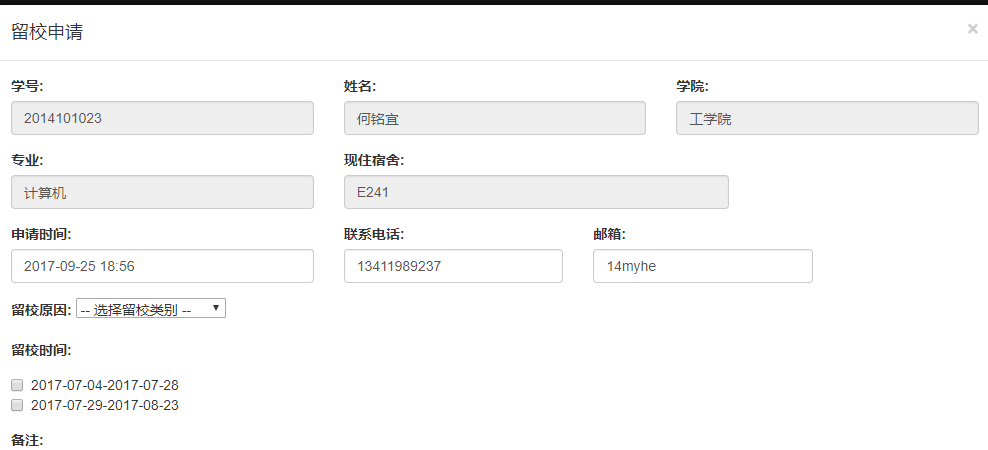 留校申请 ×
学号: 姓名: 学院:
2014101023 何铭宜 工学院
专业: 现住宿舍:
计算机 E241
申请时间: 联系电话: 邮箱:
2017-09-25 18:56 13411989237 14myhe
留校原因: -- 选择留校类别 --
留校时间:
2017-07-04-2017-07-28
2017-07-29-2017-08-23
备注: